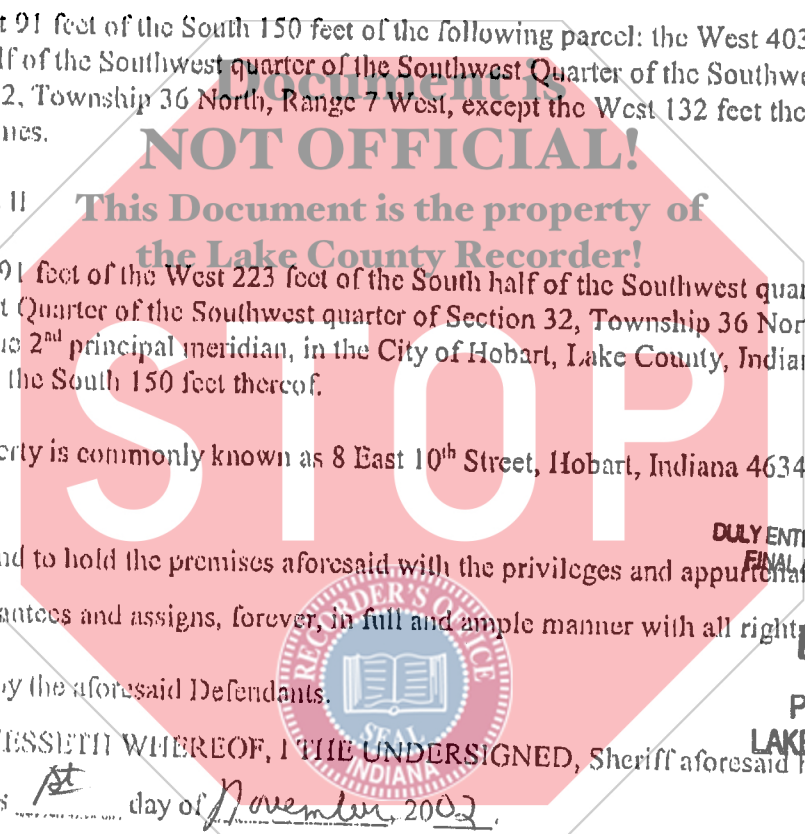 t 91 feet of the South 150 feet of the following parcel: the West 403
lf of the Southwest quarter of the Southwest Quarter of the Southwe
Document is
2, Township 36 North, Range 7 West, except the West 132 feet the
nes.
NOT OFFICIAL!
II
This Document is the property of
the Lake County Recorder!
91 feet of the West 223 feet of the South half of the Southwest quar
t Quarter of the Southwest quarter of Section 32, Township 36 Nor
e 2nd principal meridian, in the City of Hobart, Lake County, Indian
the South 150 feet thereof.
STOP
erty is commonly known as 8 East 10th Street, Hobart, Indiana 4634
DULY ENT
FINAL
nd to hold the premises aforesaid with the privileges and appurtenan
antees and assigns, forever, in full and ample manner with all right
RECORDER'S OFFICE
SEAL
INDIANA
by the aforesaid Defendants.
P
LAKE
ESSETH WHEREOF, I THE UNDERSIGNED, Sheriff aforesaid h
s 1st day of November, 2002.